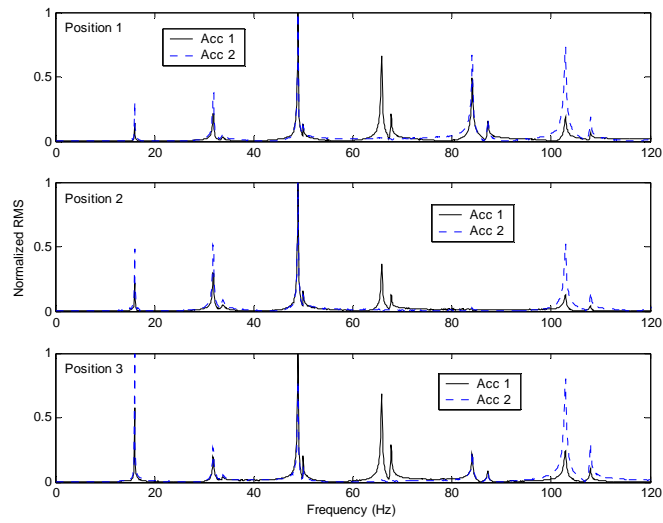 1
Position 1
Acc 1
Acc 2
0.5
0
0 20 40 60 80 100 120
1
Position 2
Acc 1
Acc 2
Normalized RMS
0.5
0
0 20 40 60 80 100 120
1
Position 3
Acc 1
Acc 2
0.5
0
0 20 40 60 80 100 120
Frequency (Hz)